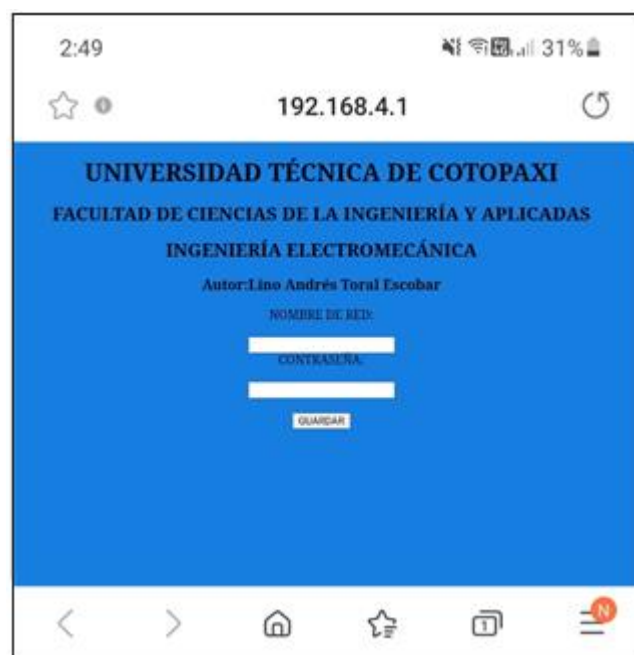 2:49
31%
192.168.4.1
UNIVERSIDAD TÉCNICA DE COTOPAXI
FACULTAD DE CIENCIAS DE LA INGENIERÍA Y APLICADAS
INGENIERÍA ELECTROMECÁNICA
Autor:Lino Andrés Toral Escobar
NOMBRE DE RED:
CONTRASEÑA:
GUARDAR
1
N